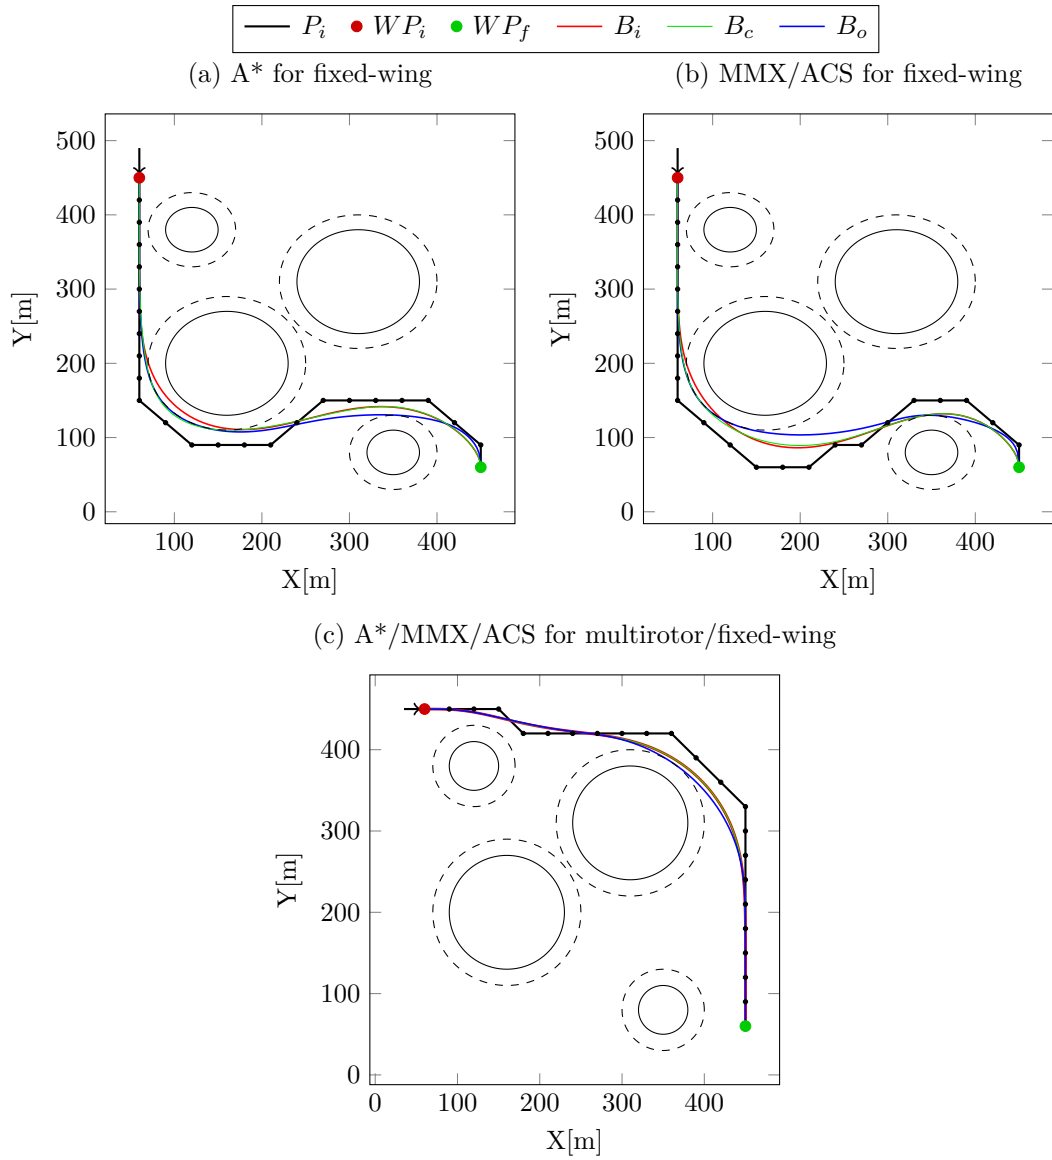 P_i WP_i WP_f B_i B_c B_o
(a) A* for fixed-wing
500
400
300
200
100
0
Y[m]
100 200 300 400
X[m]
(b) MMX/ACS for fixed-wing
500
400
300
200
100
0
Y[m]
100 200 300 400
X[m]
(c) A*/MMX/ACS for multirotor/fixed-wing
400
300
200
100
0
Y[m]
0 100 200 300 400
X[m]